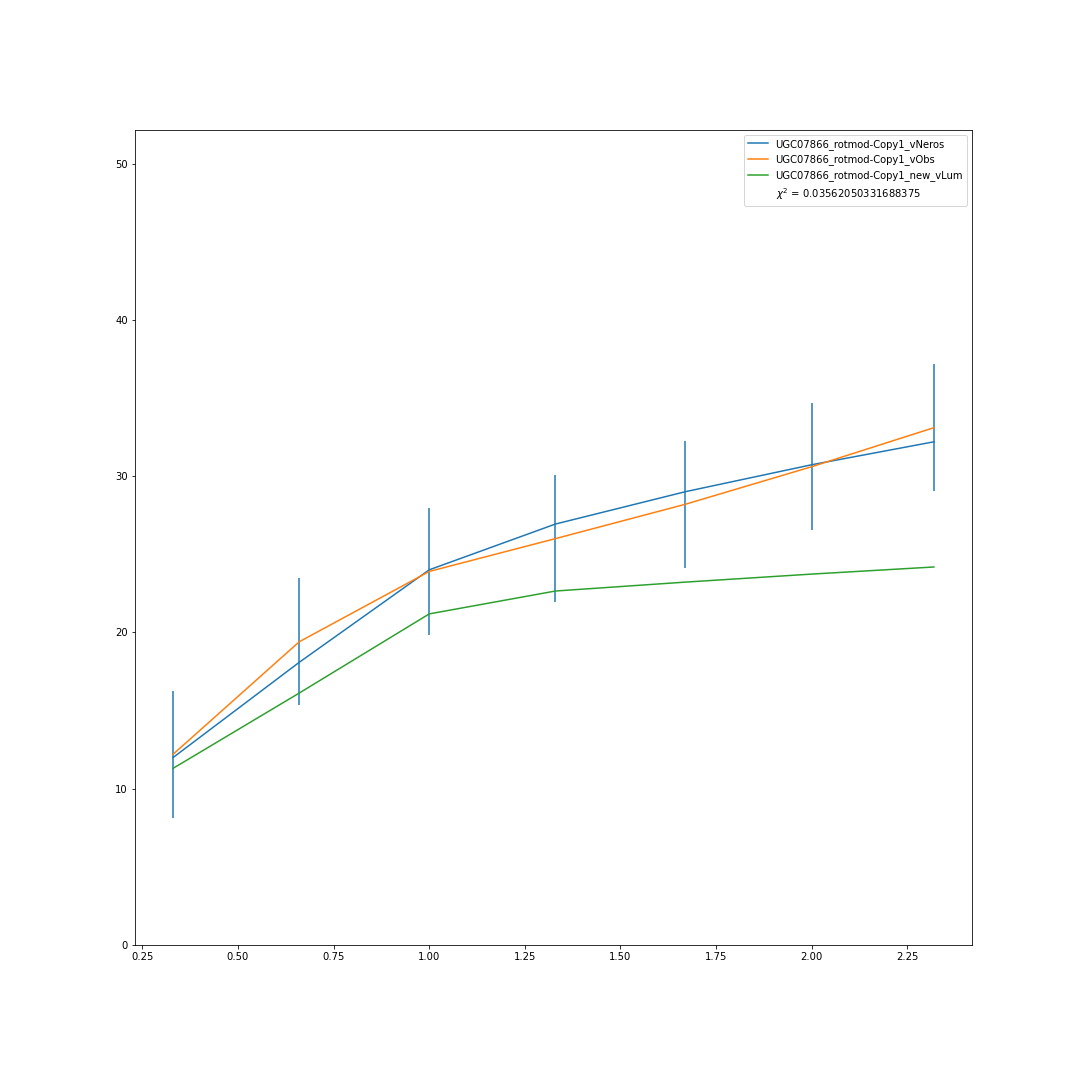 UGC07866_rotmod-Copy1_vNeros
UGC07866_rotmod-Copy1_vObs
UGC07866_rotmod-Copy1_new_vLum
χ² = 0.03562050331688375
50
40
30
20
10
0
0.25 0.50 0.75 1.00 1.25 1.50 1.75 2.00 2.25